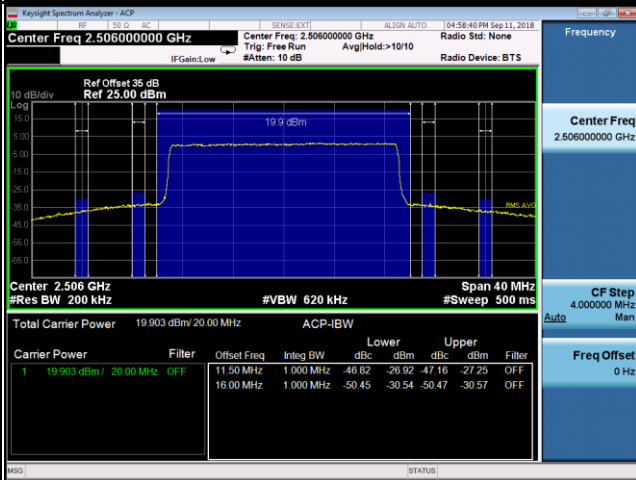 Keysight Spectrum Analyzer - ACP
RF 50 Ω AC SENSE:EXT ALIGN AUTO 04:58:40 PM Sep 11, 2018
Center Freq 2.506000000 GHz Center Freq: 2.506000000 GHz Radio Std: None
Trig: Free Run Avg|Hold:>10/10
IFGain:Low #Atten: 10 dB Radio Device: BTS
Ref Offset 35 dB
10 dB/div Ref 25.00 dBm
Log
15.0
5.00
-5.00
-15.0
-25.0
-35.0
-45.0
-55.0
-65.0
19.9 dBm
RMS AVG
Center 2.506 GHz Span 40 MHz
#Res BW 200 kHz #VBW 620 kHz #Sweep 500 ms
Total Carrier Power 19.903 dBm/ 20.00 MHz ACP-IBW
Lower Upper
Carrier Power Filter Offset Freq Integ BW dBc dBm dBc dBm Filter
1 19.903 dBm / 20.00 MHz OFF 11.50 MHz 1.000 MHz -46.82 -26.92 -47.16 -27.25 OFF
16.00 MHz 1.000 MHz -50.45 -30.54 -50.47 -30.57 OFF
MSG STATUS
Frequency
Center Freq
2.506000000 GHz
CF Step
4.000000 MHz
Auto Man
Freq Offset
0 Hz